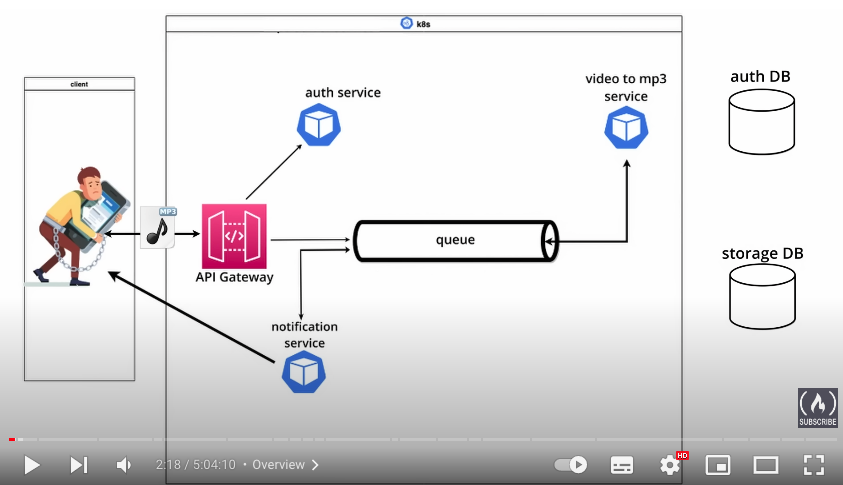 k8s
client
auth service
video to mp3
service
auth DB
MP3
</>
API Gateway
queue
storage DB
notification
service
SUBSCRIBE
2:18 / 5:04:10 • Overview
HD